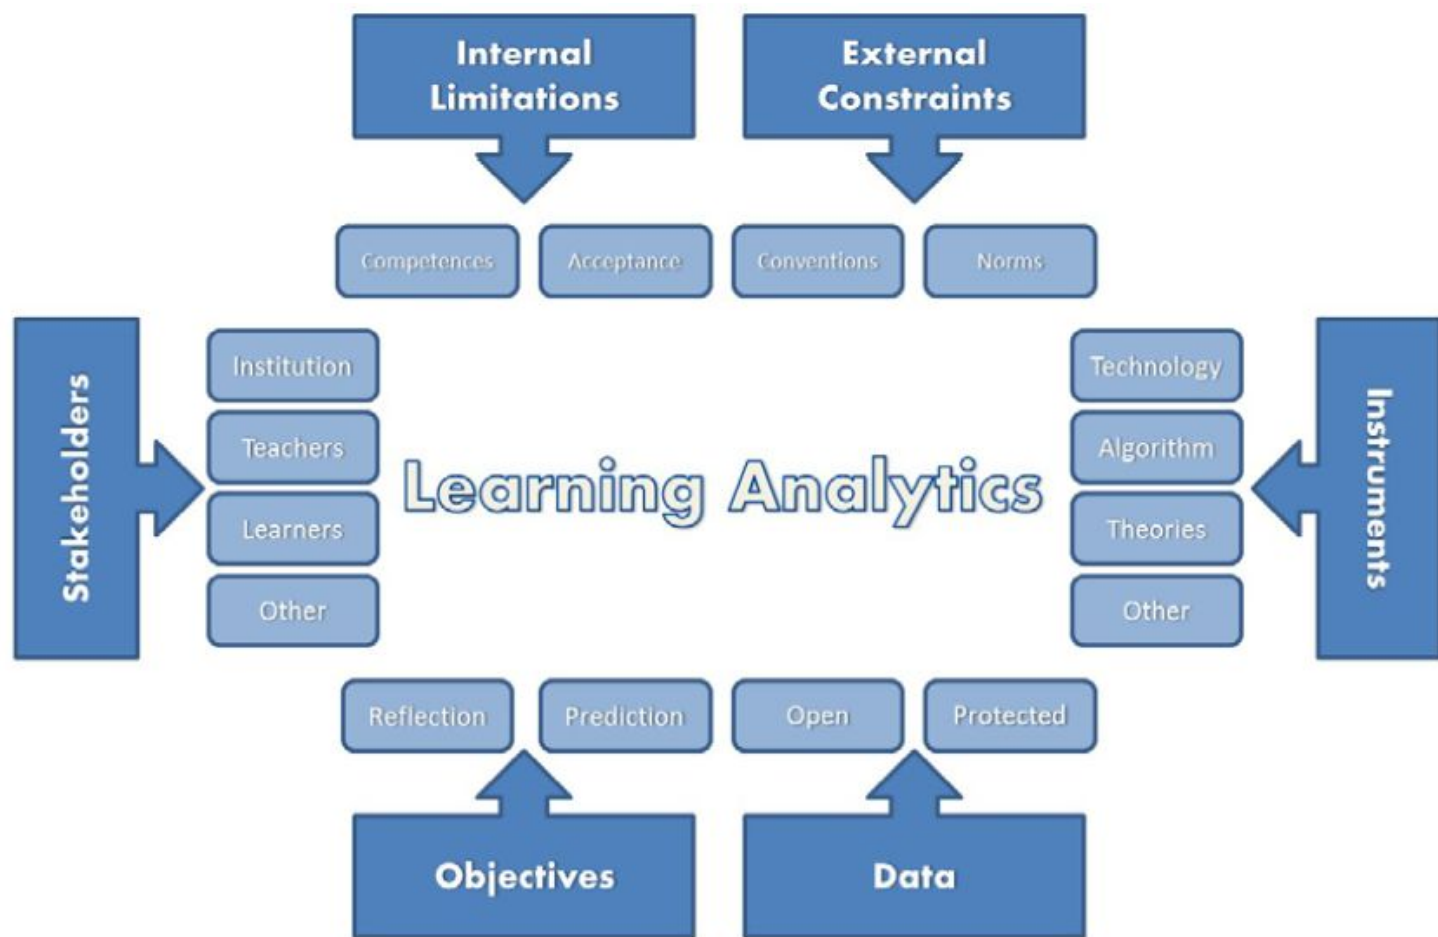 Internal
Limitations
External
Constraints
Competences
Acceptance
Conventions
Norms
Stakeholders
Institution
Teachers
Learners
Other
Learning Analytics
Technology
Algorithm
Theories
Other
Instruments
Reflection
Prediction
Open
Protected
Objectives
Data